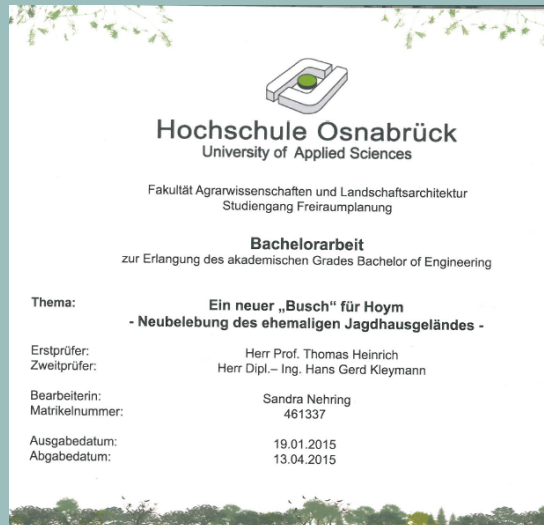 Hochschule Osnabrück
University of Applied Sciences
Fakultät Agrarwissenschaften und Landschaftsarchitektur
Studiengang Freiraumplanung
Bachelorarbeit
zur Erlangung des akademischen Grades Bachelor of Engineering
Thema: Ein neuer „Busch“ für Hoym
- Neubelebung des ehemaligen Jagdhausgeländes -
Erstprüfer: Herr Prof. Thomas Heinrich
Zweitprüfer: Herr Dipl.– Ing. Hans Gerd Kleymann
Bearbeiterin: Sandra Nehring
Matrikelnummer: 461337
Ausgabedatum: 19.01.2015
Abgabedatum: 13.04.2015